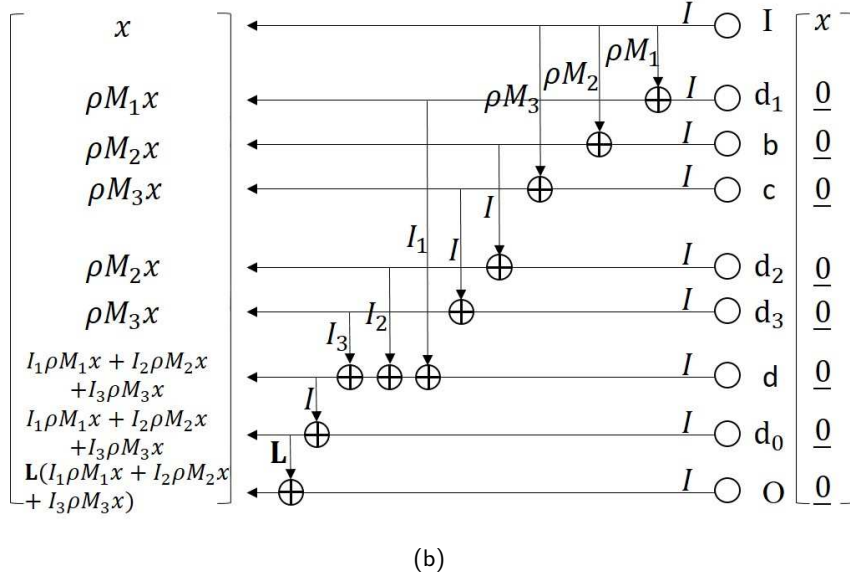 x I I x
ρM₁
ρM₂
ρM₃
ρM₁x I d₁ 0
ρM₂x I b 0
ρM₃x I c 0
I
I₁ I
ρM₂x I d₂ 0
ρM₃x I d₃ 0
I₃ I₂
I₁ρM₁x + I₂ρM₂x
+I₃ρM₃x I d 0
I
I₁ρM₁x + I₂ρM₂x
+I₃ρM₃x I d₀ 0
L
L(I₁ρM₁x + I₂ρM₂x
+ I₃ρM₃x) I O 0
(b)